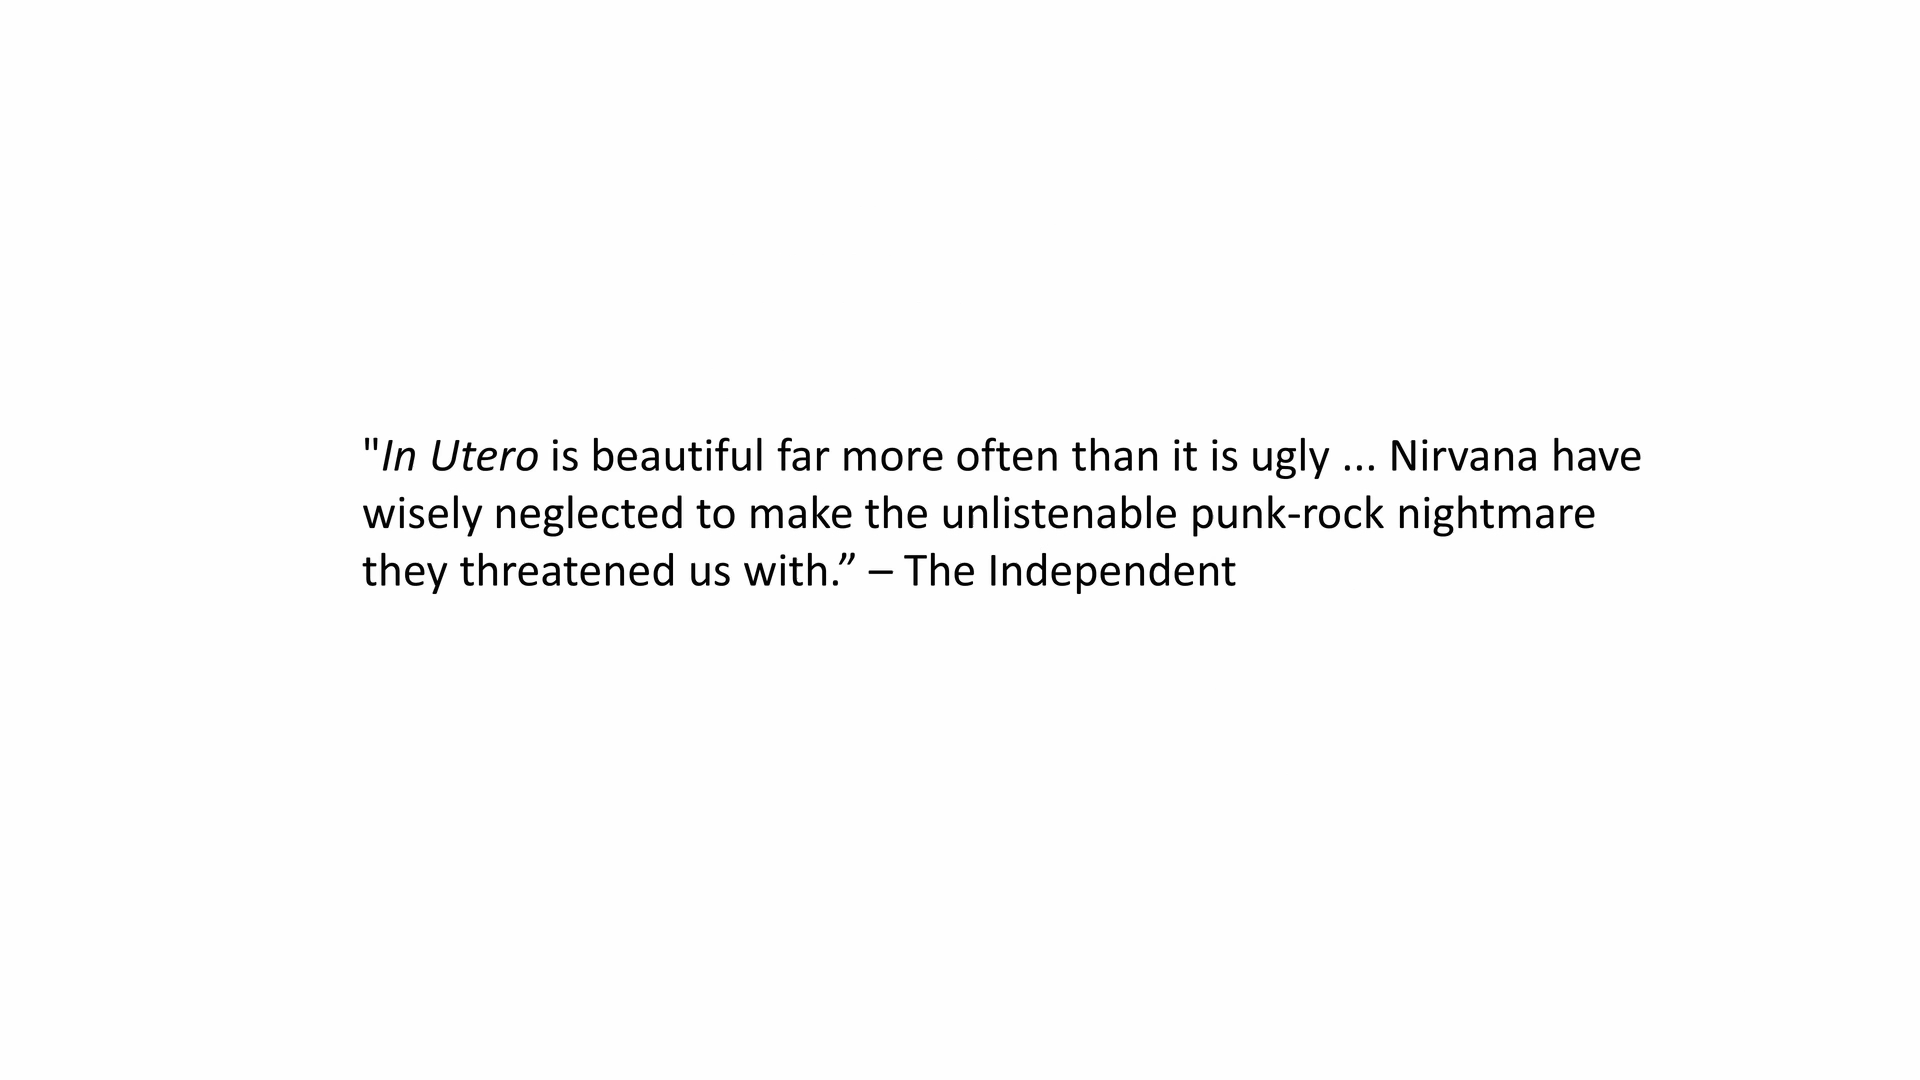 "In Utero is beautiful far more often than it is ugly ... Nirvana have
wisely neglected to make the unlistenable punk-rock nightmare
they threatened us with.” – The Independent